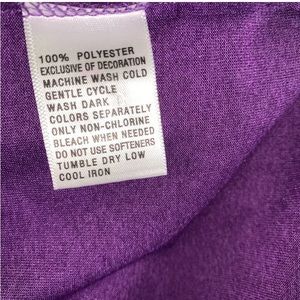 100% POLYESTER
EXCLUSIVE OF DECORATION
MACHINE WASH COLD
GENTLE CYCLE
WASH DARK
COLORS SEPARATELY
ONLY NON-CHLORINE
BLEACH WHEN NEEDED
DO NOT USE SOFTENERS
TUMBLE DRY LOW
COOL IRON